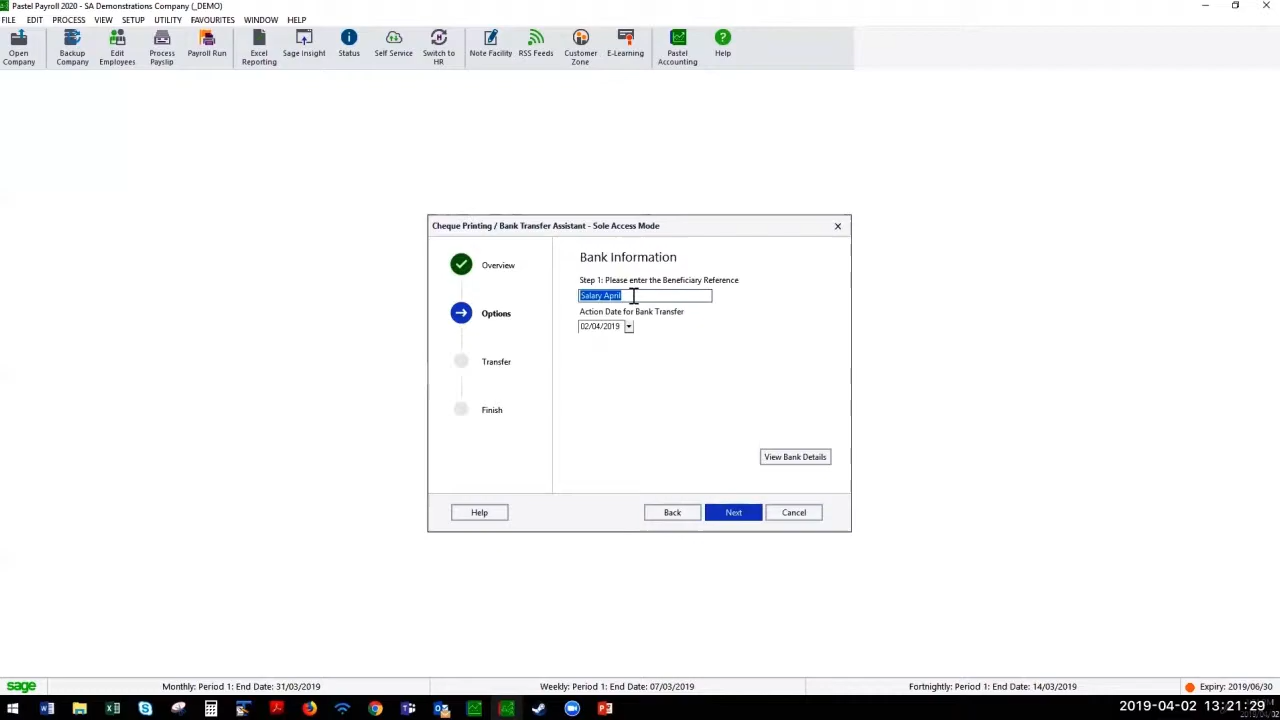 Pastel Payroll 2020 - SA Demonstrations Company (_DEMO)
FILE EDIT PROCESS VIEW SETUP UTILITY FAVOURITES WINDOW HELP
Open Company
Backup Company
Edit Employees
Process Payslip
Payroll Run
Excel Reporting
Sage Insight
Status
Self Service
Switch to HR
Note Facility
RSS Feeds
Customer Zone
E-Learning
Pastel Accounting
Help
Cheque Printing / Bank Transfer Assistant - Sole Access Mode
Overview
Options
Transfer
Finish
Bank Information
Step 1: Please enter the Beneficiary Reference
Salary April
Action Date for Bank Transfer
02/04/2019
View Bank Details
Help Back Next Cancel
sage Monthly: Period 1: End Date: 31/03/2019 Weekly: Period 1: End Date: 07/03/2019 Fortnightly: Period 1: End Date: 14/03/2019 Expiry: 2019/06/30
2019-04-02 13:21:29